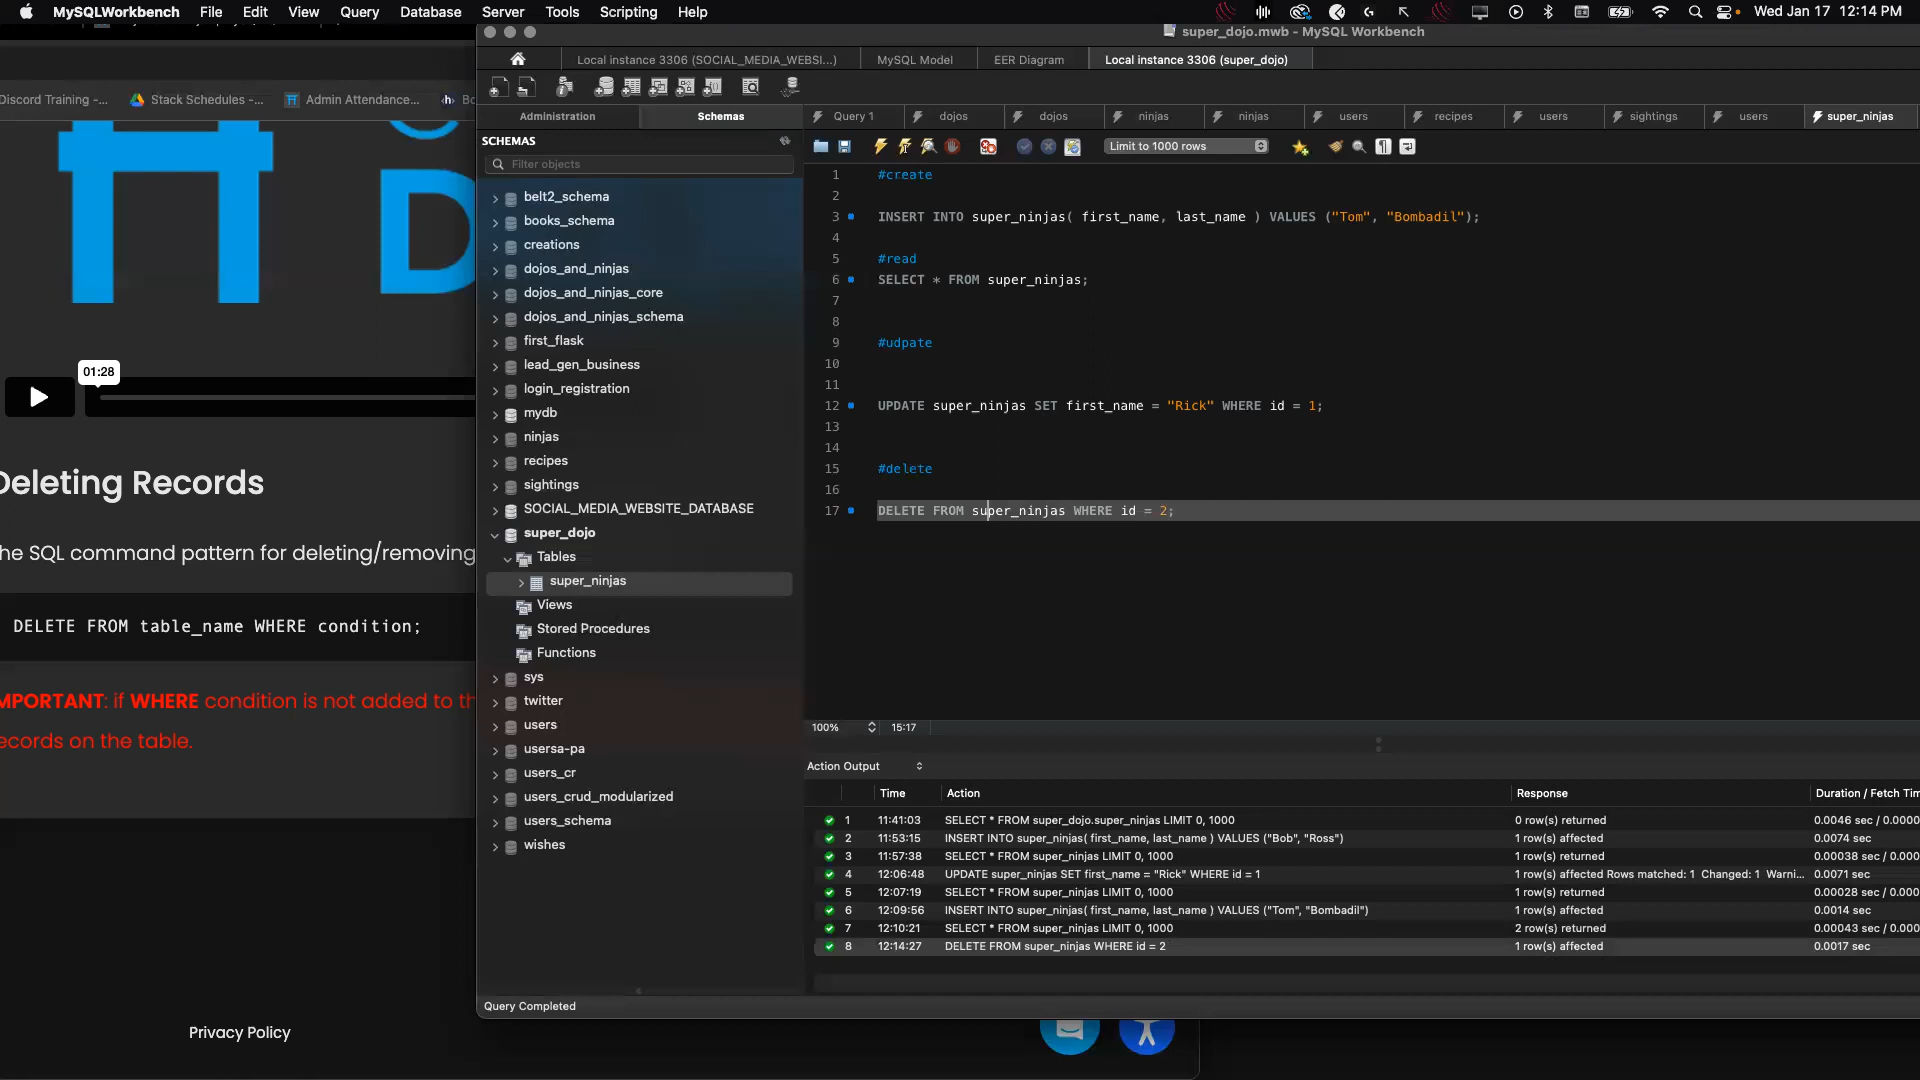 MySQLWorkbench File Edit View Query Database Server Tools Scripting Help
Wed Jan 17 12:14 PM
super_dojo.mwb - MySQL Workbench
Local instance 3306 (SOCIAL_MEDIA_WEBSI...) MySQL Model EER Diagram Local instance 3306 (super_dojo)
Discord Training -... Stack Schedules -... Admin Attendance... Bo
D
01:28
Deleting Records
he SQL command pattern for deleting/removing
DELETE FROM table_name WHERE condition;
MPORTANT: if WHERE condition is not added to th
ecords on the table.
Privacy Policy
Administration Schemas
SCHEMAS
Filter objects
belt2_schema
books_schema
creations
dojos_and_ninjas
dojos_and_ninjas_core
dojos_and_ninjas_schema
first_flask
lead_gen_business
login_registration
mydb
ninjas
recipes
sightings
SOCIAL_MEDIA_WEBSITE_DATABASE
super_dojo
Tables
super_ninjas
Views
Stored Procedures
Functions
sys
twitter
users
usersa-pa
users_cr
users_crud_modularized
users_schema
wishes
Query Completed
Query 1 dojos dojos ninjas ninjas users recipes users sightings users super_ninjas
Limit to 1000 rows
1 #create
2
3 INSERT INTO super_ninjas( first_name, last_name ) VALUES ("Tom", "Bombadil");
4
5 #read
6 SELECT * FROM super_ninjas;
7
8
9 #udpate
10
11
12 UPDATE super_ninjas SET first_name = "Rick" WHERE id = 1;
13
14
15 #delete
16
17 DELETE FROM super_ninjas WHERE id = 2;
100% 15:17
Action Output
Time Action Response Duration / Fetch Tim
1 11:41:03 SELECT * FROM super_dojo.super_ninjas LIMIT 0, 1000 0 row(s) returned 0.0046 sec / 0.0000
2 11:53:15 INSERT INTO super_ninjas( first_name, last_name ) VALUES ("Bob", "Ross") 1 row(s) affected 0.0074 sec
3 11:57:38 SELECT * FROM super_ninjas LIMIT 0, 1000 1 row(s) returned 0.00038 sec / 0.000
4 12:06:48 UPDATE super_ninjas SET first_name = "Rick" WHERE id = 1 1 row(s) affected Rows matched: 1 Changed: 1 Warni... 0.0071 sec
5 12:07:19 SELECT * FROM super_ninjas LIMIT 0, 1000 1 row(s) returned 0.00028 sec / 0.000
6 12:09:56 INSERT INTO super_ninjas( first_name, last_name ) VALUES ("Tom", "Bombadil") 1 row(s) affected 0.0014 sec
7 12:10:21 SELECT * FROM super_ninjas LIMIT 0, 1000 2 row(s) returned 0.00043 sec / 0.000
8 12:14:27 DELETE FROM super_ninjas WHERE id = 2 1 row(s) affected 0.0017 sec